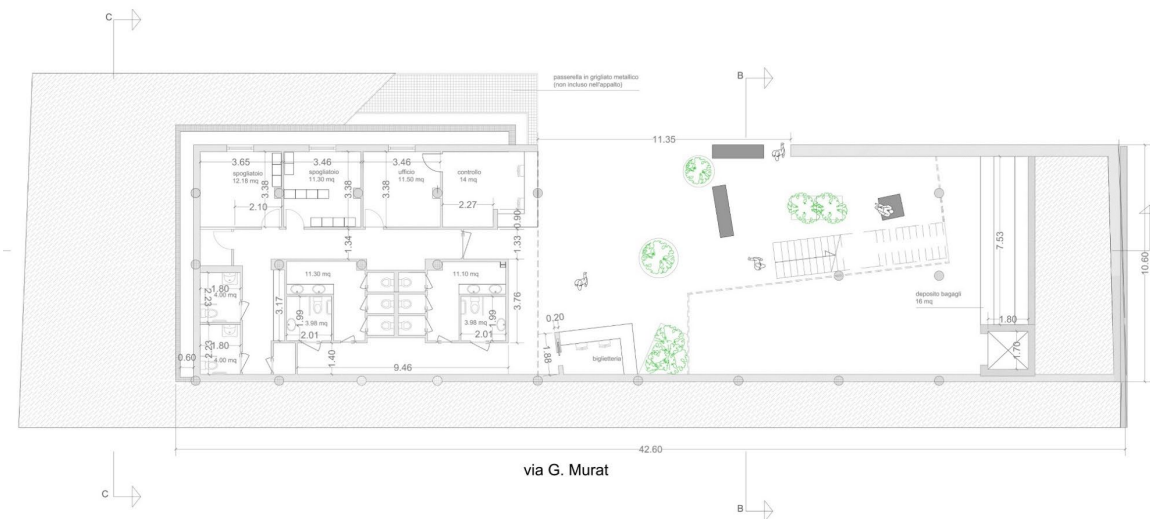 C
B
passerella in grigliato metallico
(non incluso nell'appalto)
11.35
3.65
3.46
3.46
spogliatoio
12.18 mq
spogliatoio
11.30 mq
ufficio
11.50 mq
controllo
14 mq
3.38
3.38
3.38
2.10
2.27
0.90
1.34
1.33
7.53
10.60
11.30 mq
11.10 mq
1.80
4.00 mq
2.23
3.17
3.76
deposito bagagli
16 mq
1.99
3.98 mq
2.01
3.98 mq
1.99
2.01
0.20
1.80
1.80
4.00 mq
1.88
biglietteria
1.70
0.60
1.40
9.46
42.60
via G. Murat
C
B